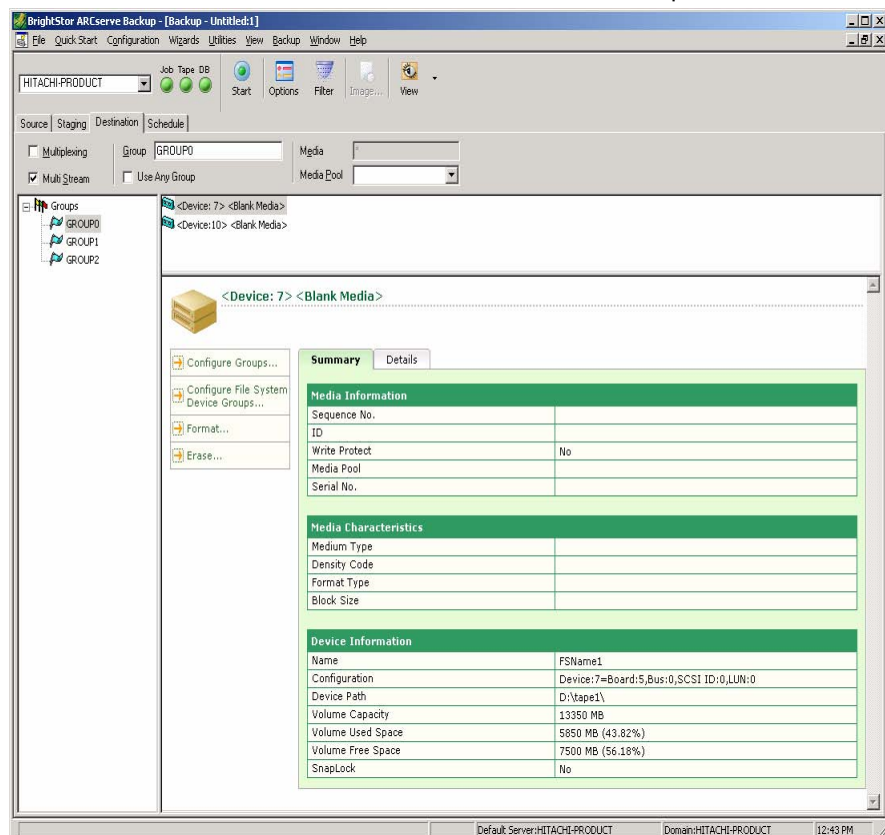 BrightStor ARCserve Backup - [Backup - Untitled:1]
File Quick Start Configuration Wizards Utilities View Backup Window Help
HITACHI-PRODUCT
Job Tape DB
Start Options Filter Image... View
Source Staging Destination Schedule
Multiplexing Group GROUP0 Media *
Multi Stream Use Any Group Media Pool
Groups
GROUP0
GROUP1
GROUP2
<Device: 7> <Blank Media>
<Device:10> <Blank Media>
<Device: 7> <Blank Media>
Configure Groups...
Configure File System
Device Groups...
Format...
Erase...
Summary Details
Media Information
Sequence No.
ID
Write Protect No
Media Pool
Serial No.
Media Characteristics
Medium Type
Density Code
Format Type
Block Size
Device Information
Name FSName1
Configuration Device:7=Board:5,Bus:0,SCSI ID:0,LUN:0
Device Path D:\tape1\
Volume Capacity 13350 MB
Volume Used Space 5850 MB (43.82%)
Volume Free Space 7500 MB (56.18%)
SnapLock No
Default Server:HITACHI-PRODUCT Domain:HITACHI-PRODUCT 12:43 PM